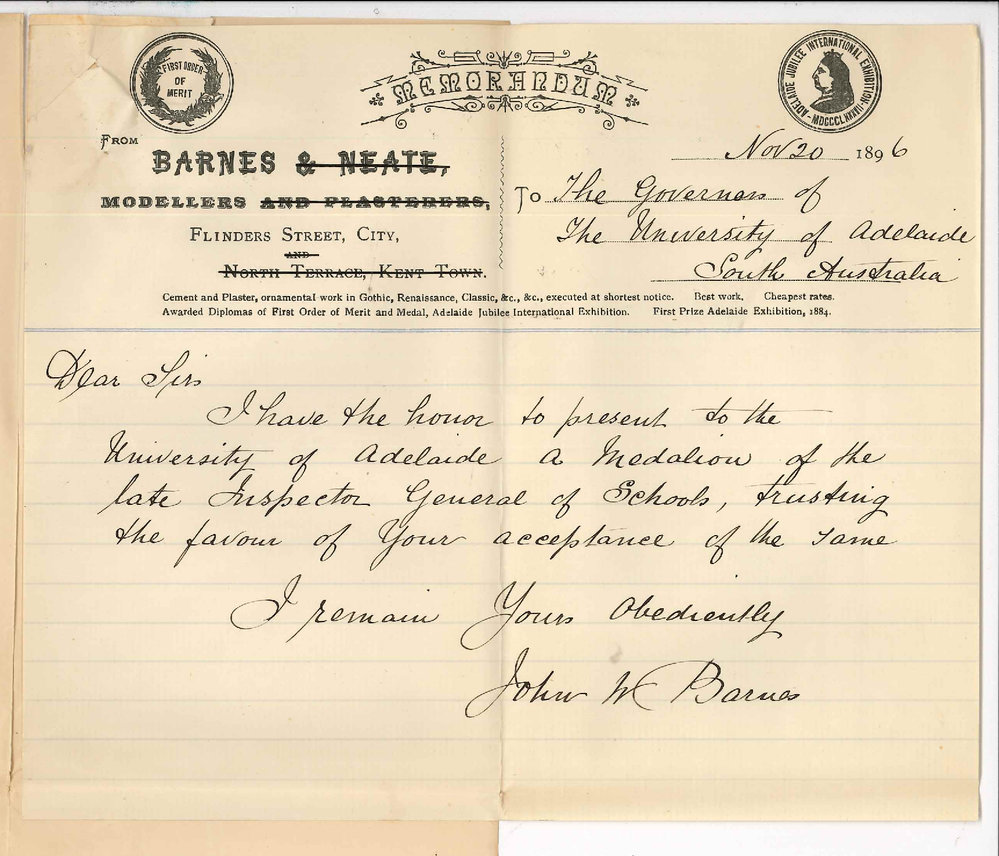 FIRST ORDER
OF
MERIT
MEMORANDUM
ADELAIDE JUBILEE INTERNATIONAL EXHIBITION - MDCCCLXXXVII -
FROM
BARNES & NEATE,
MODELLERS AND PLASTERERS,
FLINDERS STREET, CITY,
AND
NORTH TERRACE, KENT TOWN.
Nov 20 1896
To The Governors of
The University of Adelaide
South Australia
Cement and Plaster, ornamental work in Gothic, Renaissance, Classic, &c., &c., executed at shortest notice. Best work. Cheapest rates.
Awarded Diplomas of First Order of Merit and Medal, Adelaide Jubilee International Exhibition. First Prize Adelaide Exhibition, 1884.
Dear Sirs
I have the honor to present to the
University of Adelaide a Medalion of the
late Inspector General of Schools, trusting
the favour of Your acceptance of the same
I remain Yours Obediently
John W Barnes